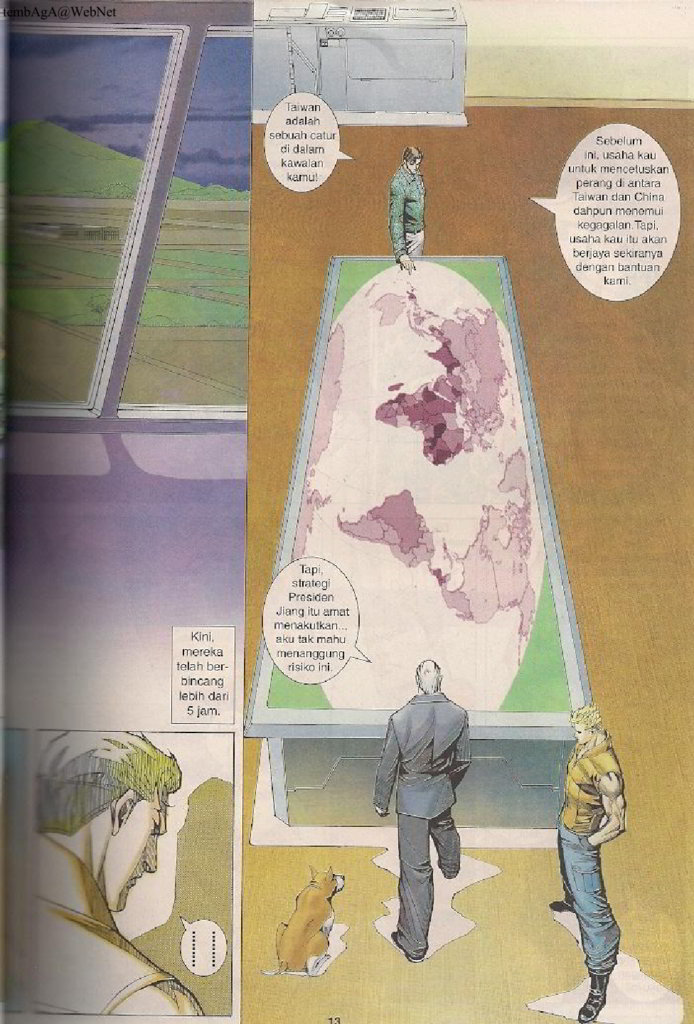 tembAgA@WebNet
Taiwan
adalah
sebuah catur
di dalam
kawalan
kamu!
Sebelum
ini, usaha kau
untuk mencetuskan
perang di antara
Taiwan dan China
dahpun menemui
kegagalan. Tapi,
usaha kau itu akan
berjaya sekiranya
dengan bantuan
kami.
Tapi,
strategi
Presiden
Jiang itu amat
menakutkan...
aku tak mahu
menanggung
risiko ini.
Kini,
mereka
telah ber-
bincang
lebih dari
5 jam.
13